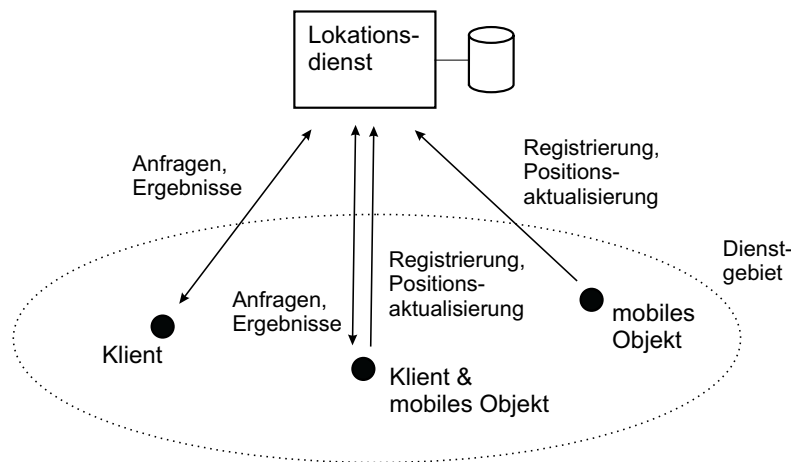 Lokations-
dienst
Anfragen,
Ergebnisse
Registrierung,
Positions-
aktualisierung
Registrierung,
Positions-
aktualisierung
Dienst-
gebiet
Anfragen,
Ergebnisse
Klient
Klient &
mobiles Objekt
mobiles
Objekt